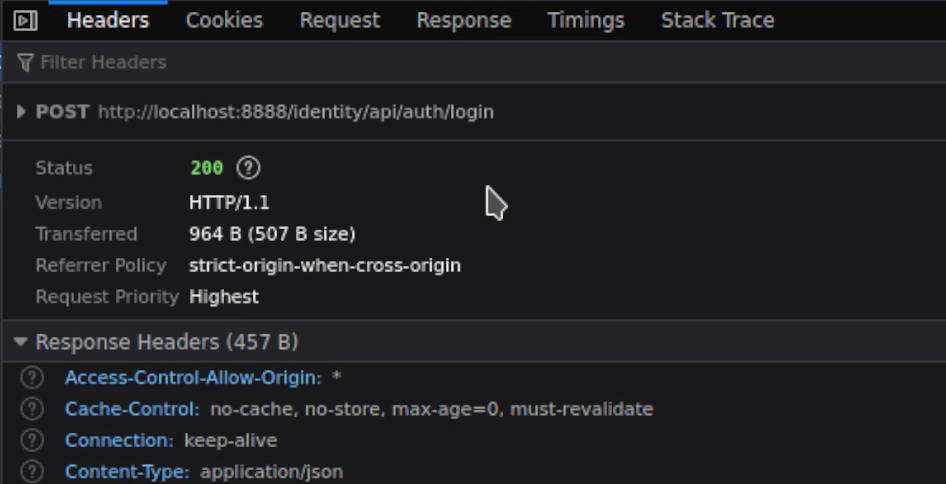 Headers Cookies Request Response Timings Stack Trace
Filter Headers
POST http://localhost:8888/identity/api/auth/login
Status 200 ?
Version HTTP/1.1
Transferred 964 B (507 B size)
Referrer Policy strict-origin-when-cross-origin
Request Priority Highest
Response Headers (457 B)
? Access-Control-Allow-Origin: *
? Cache-Control: no-cache, no-store, max-age=0, must-revalidate
? Connection: keep-alive
? Content-Type: application/json